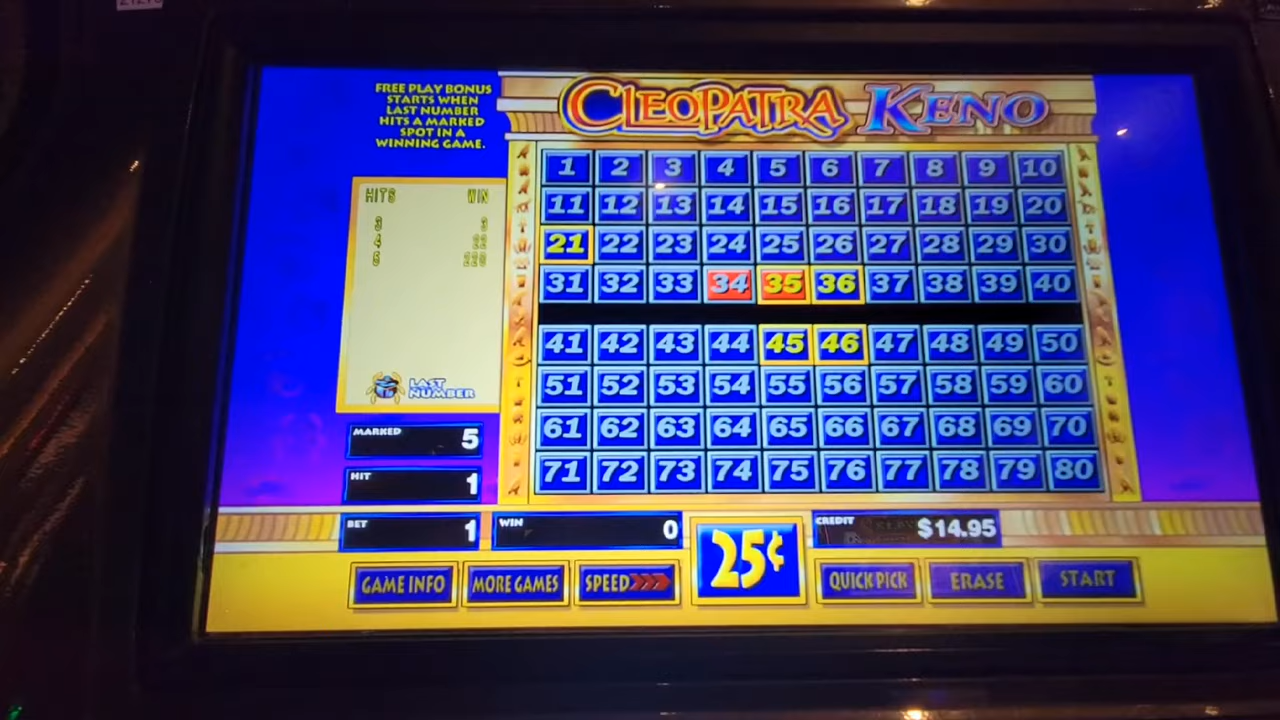 FREE PLAY BONUS
STARTS WHEN
LAST NUMBER
HITS A MARKED
SPOT IN A
WINNING GAME.
CLEOPATRA KENO
HITS WIN
3 3
4 22
5 220
LAST
NUMBER
1 2 3 4 5 6 7 8 9 10
11 12 13 14 15 16 17 18 19 20
21 22 23 24 25 26 27 28 29 30
31 32 33 34 35 36 37 38 39 40
41 42 43 44 45 46 47 48 49 50
51 52 53 54 55 56 57 58 59 60
61 62 63 64 65 66 67 68 69 70
71 72 73 74 75 76 77 78 79 80
MARKED 5
HIT 1
BET 1
WIN 0
25¢
CREDIT $14.95
GAME INFO
MORE GAMES
SPEED
QUICK PICK
ERASE
START